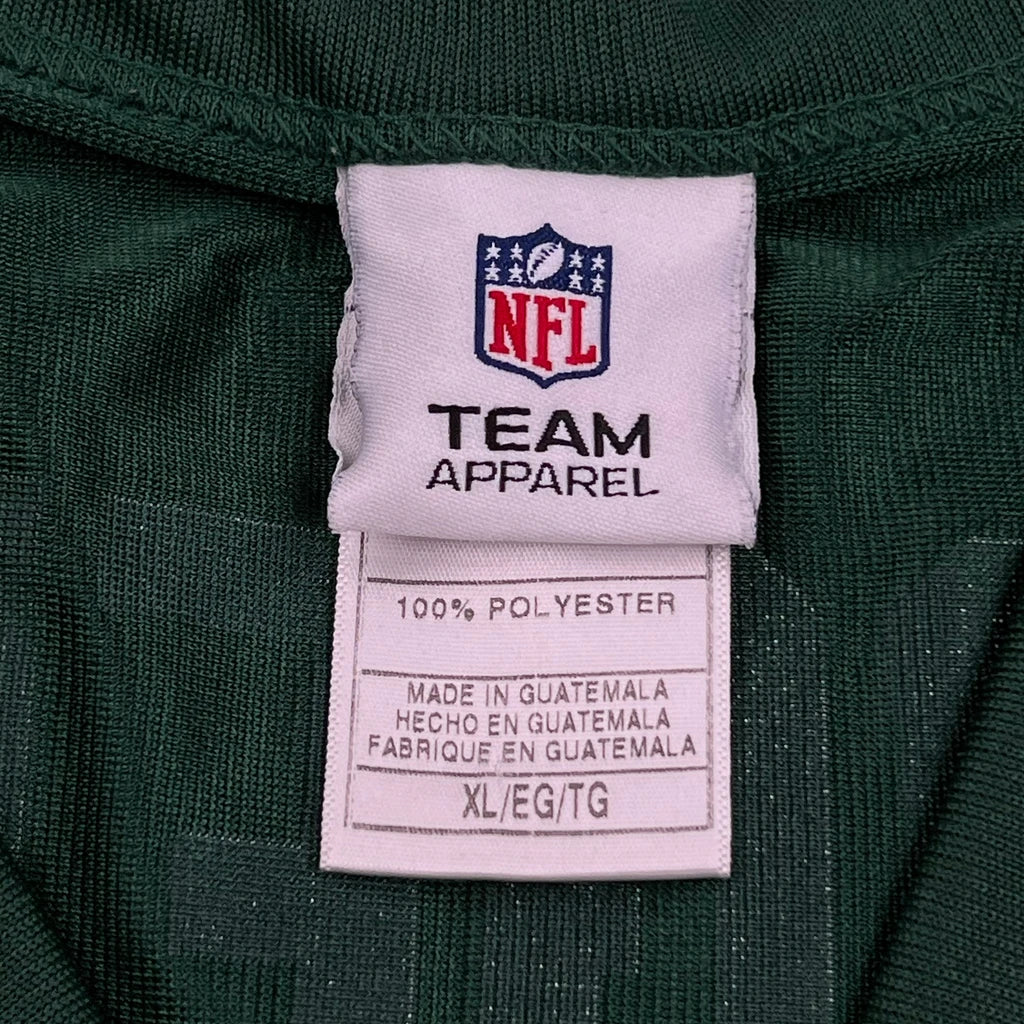 NFL
TEAM
APPAREL
100% POLYESTER
MADE IN GUATEMALA
HECHO EN GUATEMALA
FABRIQUE EN GUATEMALA
XL/EG/TG